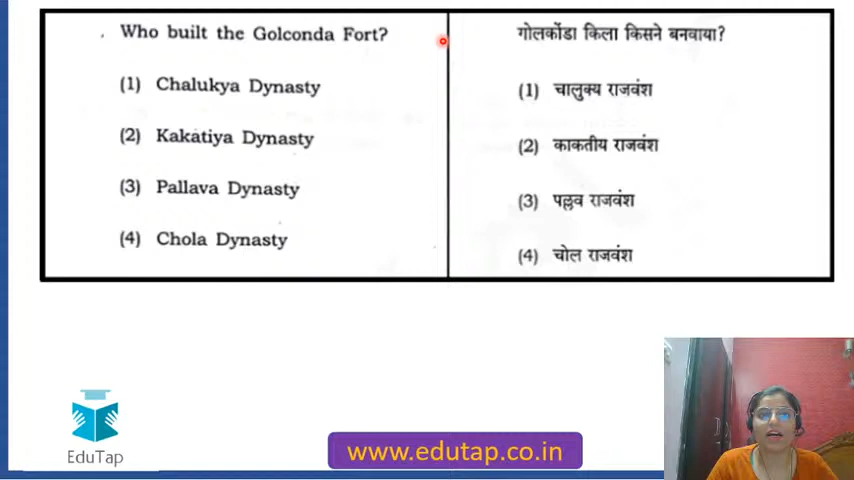 Who built the Golconda Fort?
(1) Chalukya Dynasty
(2) Kakatiya Dynasty
(3) Pallava Dynasty
(4) Chola Dynasty
गोलकोंडा किला किसने बनवाया?
(1) चालुक्य राजवंश
(2) काकतीय राजवंश
(3) पल्लव राजवंश
(4) चोल राजवंश
EduTap
www.edutap.co.in